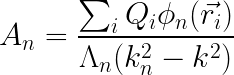 A_n = \frac{\sum_i Q_i \phi_n(\vec{r_i})}{\Lambda_n(k_n^2 - k^2)}